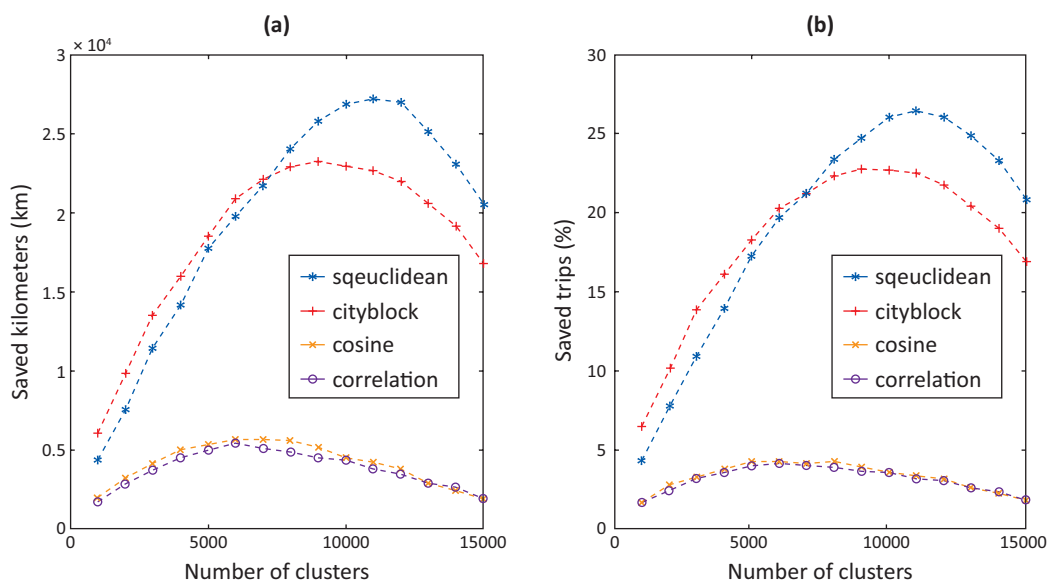 (a)
× 10⁴
3
2.5
2
1.5
1
0.5
0
0
5000
10000
15000
Saved kilometers (km)
Number of clusters
sqeuclidean
cityblock
cosine
correlation
(b)
30
25
20
15
10
5
0
0
5000
10000
15000
Saved trips (%)
Number of clusters
sqeuclidean
cityblock
cosine
correlation